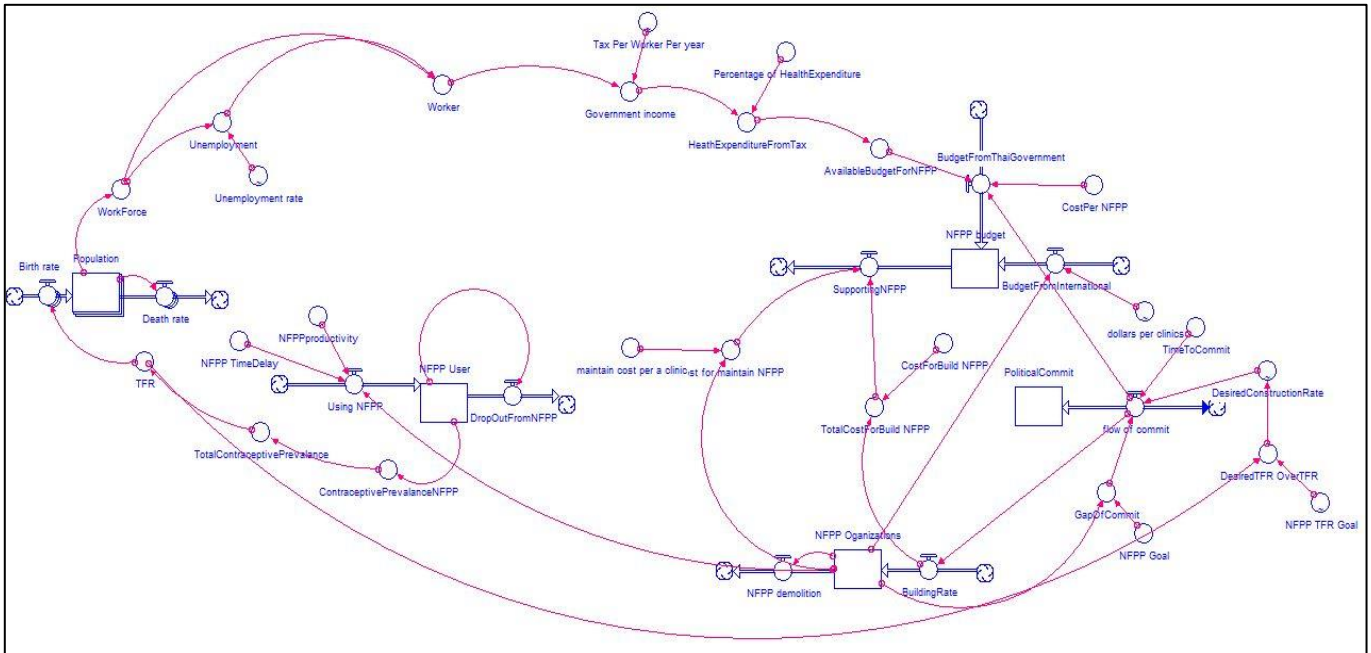 Tax Per Worker Per year
Percentage of HealthExpenditure
Worker
Government income
HeathExpenditureFromTax
Unemployment
BudgetFromThaiGovernment
AvailableBudgetForNFPP
Unemployment rate
WorkForce
CostPer NFPP
NFPP budget
Birth rate
Population
SupportingNFPP
BudgetFromInternational
Death rate
NFPPproductivity
dollars per clinics
TimeToCommit
NFPP TimeDelay
NFPP User
CostForBuild NFPP
TFR
maintain cost per a clinic
st for maintain NFPP
PoliticalCommit
DesiredConstructionRate
Using NFPP
DropOutFromNFPP
TotalCostForBuild NFPP
flow of commit
TotalContraceptivePrevalance
DesiredTFR OverTFR
ContraceptivePrevalanceNFPP
GapOfCommit
NFPP TFR Goal
NFPP Oganizations
NFPP Goal
NFPP demolition
BuildingRate